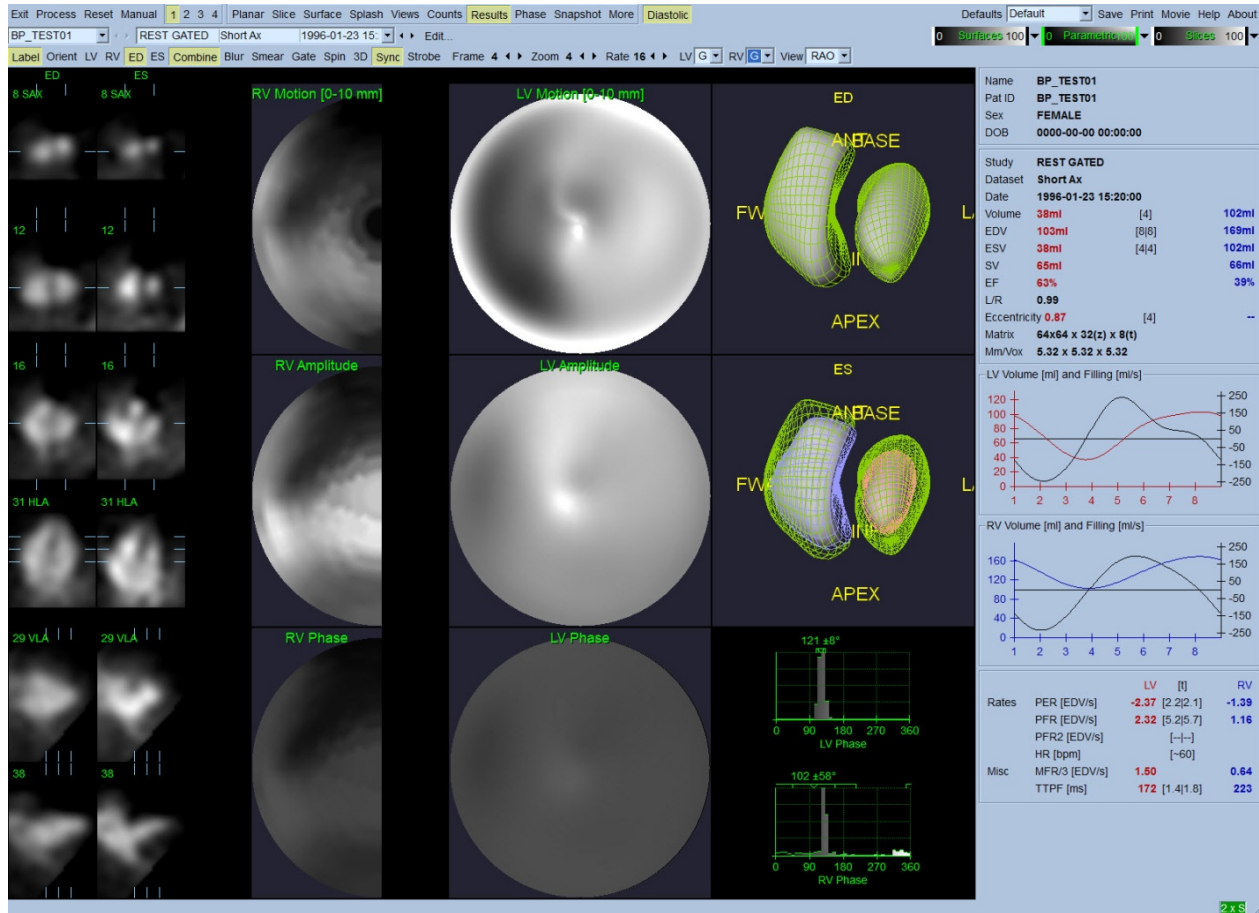 Exit Process Reset Manual 1 2 3 4 Planar Slice Surface Splash Views Counts Results Phase Snapshot More Diastolic Defaults Default Save Print Movie Help About
BP_TEST01 REST GATED Short Ax 1996-01-23 15: Edit...
0 Surfaces 100 0 Parametric 100 0 Slices 100
Label Orient LV RV ED ES Combine Blur Smear Gate Spin 3D Sync Strobe Frame 4 Zoom 4 Rate 16 LV G RV G View RAO
ED ES
8 SAX 8 SAX
12 12
16 16
31 HLA 31 HLA
29 VLA 29 VLA
38 38
RV Motion [0-10 mm] LV Motion [0-10 mm]
RV Amplitude LV Amplitude
RV Phase LV Phase
ED
ANT BASE
FW
IN
APEX
ES
ANT BASE
FW
INF
APEX
121 ±8°
0 90 180 270 360
LV Phase
102 ±58°
0 90 180 270 360
RV Phase
Name BP_TEST01
Pat ID BP_TEST01
Sex FEMALE
DOB 0000-00-00 00:00:00
Study REST GATED
Dataset Short Ax
Date 1996-01-23 15:20:00
Volume 38ml [4] 102ml
EDV 103ml [8|8] 169ml
ESV 38ml [4|4] 102ml
SV 65ml 66ml
EF 63% 39%
L/R 0.99
Eccentricity 0.87 [4] --
Matrix 64x64 x 32(z) x 8(t)
Mm/Vox 5.32 x 5.32 x 5.32
LV Volume [ml] and Filling [ml/s]
120 250
100 150
80 50
60 -50
40
20 -150
0 -250
1 2 3 4 5 6 7 8
RV Volume [ml] and Filling [ml/s]
250
160 150
120 50
80 -50
40 -150
0 -250
1 2 3 4 5 6 7 8
LV [t] RV
Rates PER [EDV/s] -2.37 [2.2|2.1] -1.39
PFR [EDV/s] 2.32 [5.2|5.7] 1.16
PFR2 [EDV/s] [--|--]
HR [bpm] [~60]
Misc MFR/3 [EDV/s] 1.50 0.64
TTPF [ms] 172 [1.4|1.8] 223
2 x S